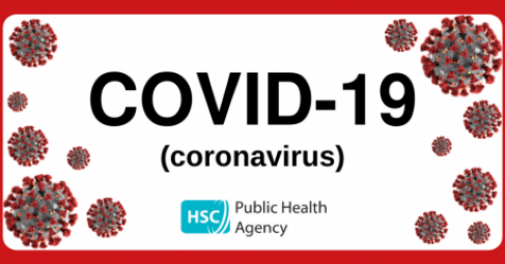 COVID-19
(coronavirus)
HSC Public Health
Agency